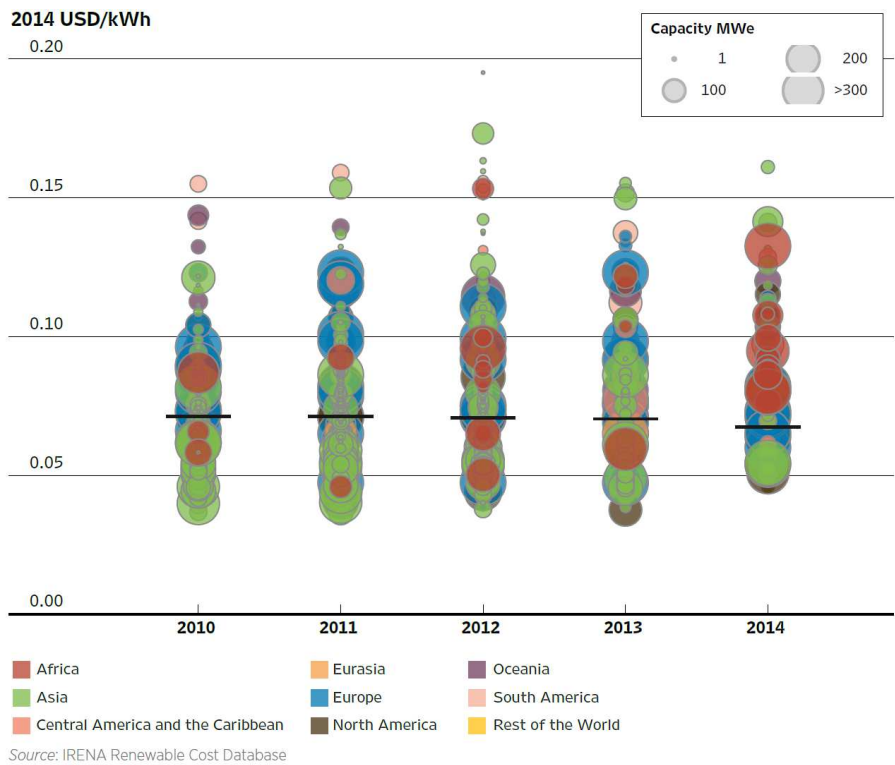 2014 USD/kWh
Capacity MWe
1
200
100
>300
0.20
0.15
0.10
0.05
0.00
2010
2011
2012
2013
2014
Africa
Eurasia
Oceania
Asia
Europe
South America
Central America and the Caribbean
North America
Rest of the World
Source: IRENA Renewable Cost Database